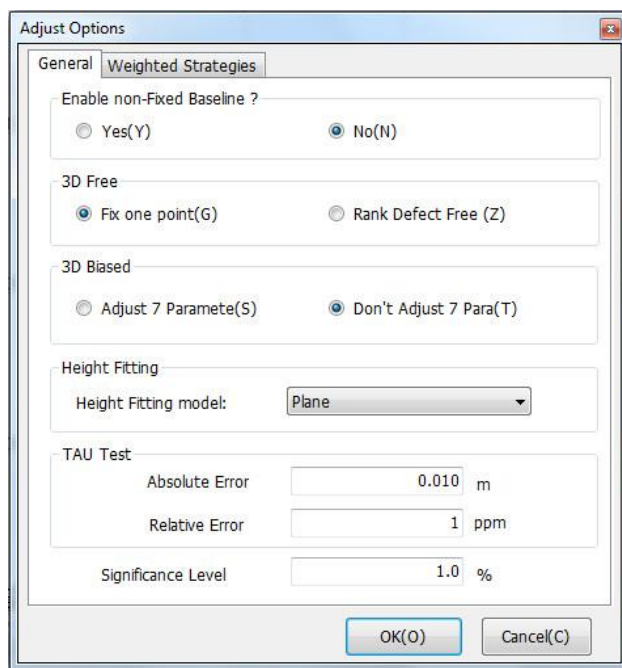 Adjust Options
General Weighted Strategies
Enable non-Fixed Baseline ?
Yes(Y) No(N)
3D Free
Fix one point(G) Rank Defect Free (Z)
3D Biased
Adjust 7 Paramete(S) Don't Adjust 7 Para(T)
Height Fitting
Height Fitting model: Plane
TAU Test
Absolute Error 0.010 m
Relative Error 1 ppm
Significance Level 1.0 %
OK(O) Cancel(C)